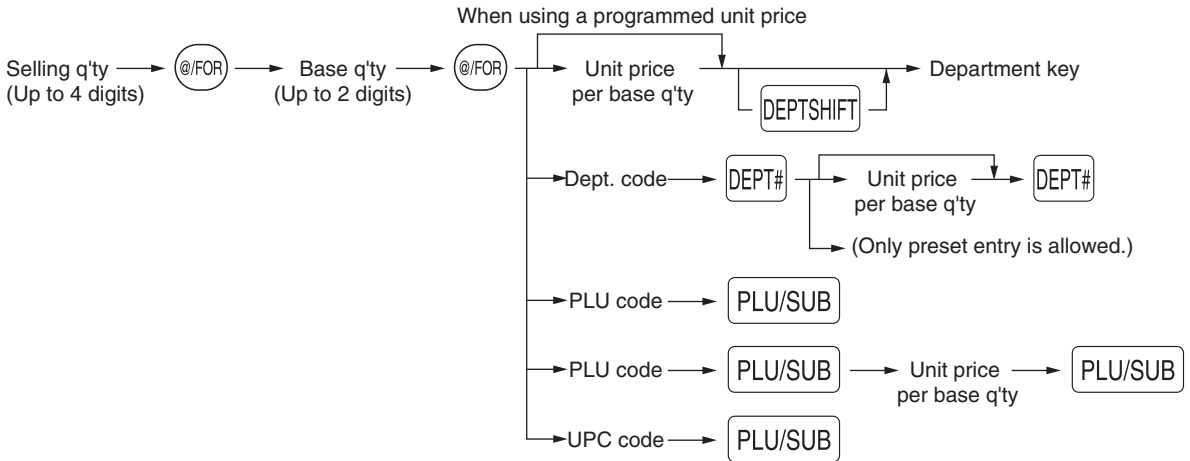 When using a programmed unit price
Selling q'ty
(Up to 4 digits)
@/FOR
Base q'ty
(Up to 2 digits)
@/FOR
Unit price
per base q'ty
DEPTSHIFT
Department key
Dept. code
DEPT#
Unit price
per base q'ty
DEPT#
(Only preset entry is allowed.)
PLU code
PLU/SUB
PLU code
PLU/SUB
Unit price
per base q'ty
PLU/SUB
UPC code
PLU/SUB